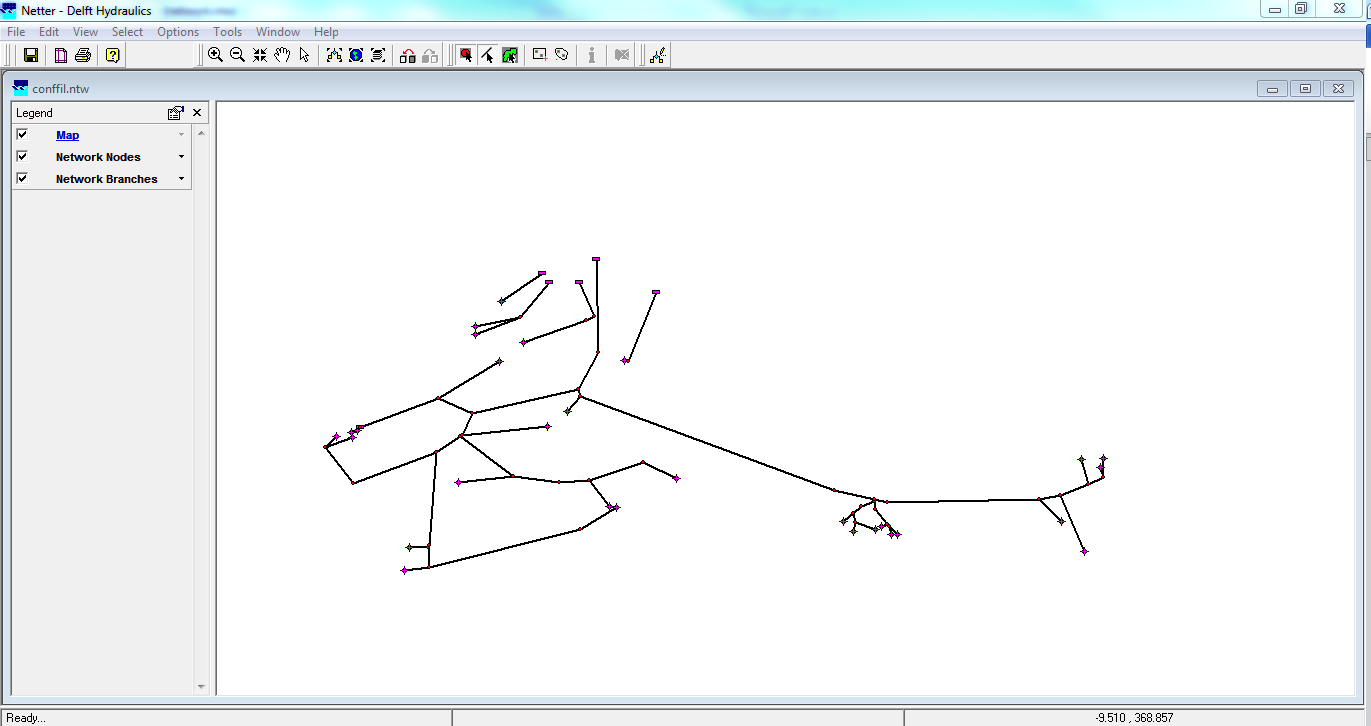 Netter - Delft Hydraulics
File Edit View Select Options Tools Window Help
conffil.ntw
Legend
Map
Network Nodes
Network Branches
Ready...
-9.510 , 368.857